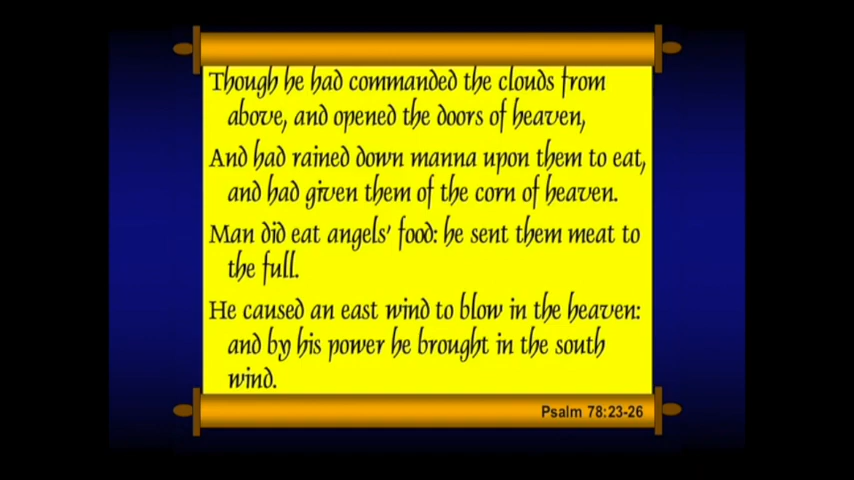 Though he had commanded the clouds from
above, and opened the doors of heaven,
And had rained down manna upon them to eat,
and had given them of the corn of heaven.
Man did eat angels' food: he sent them meat to
the full.
He caused an east wind to blow in the heaven:
and by his power he brought in the south
wind.
Psalm 78:23-26